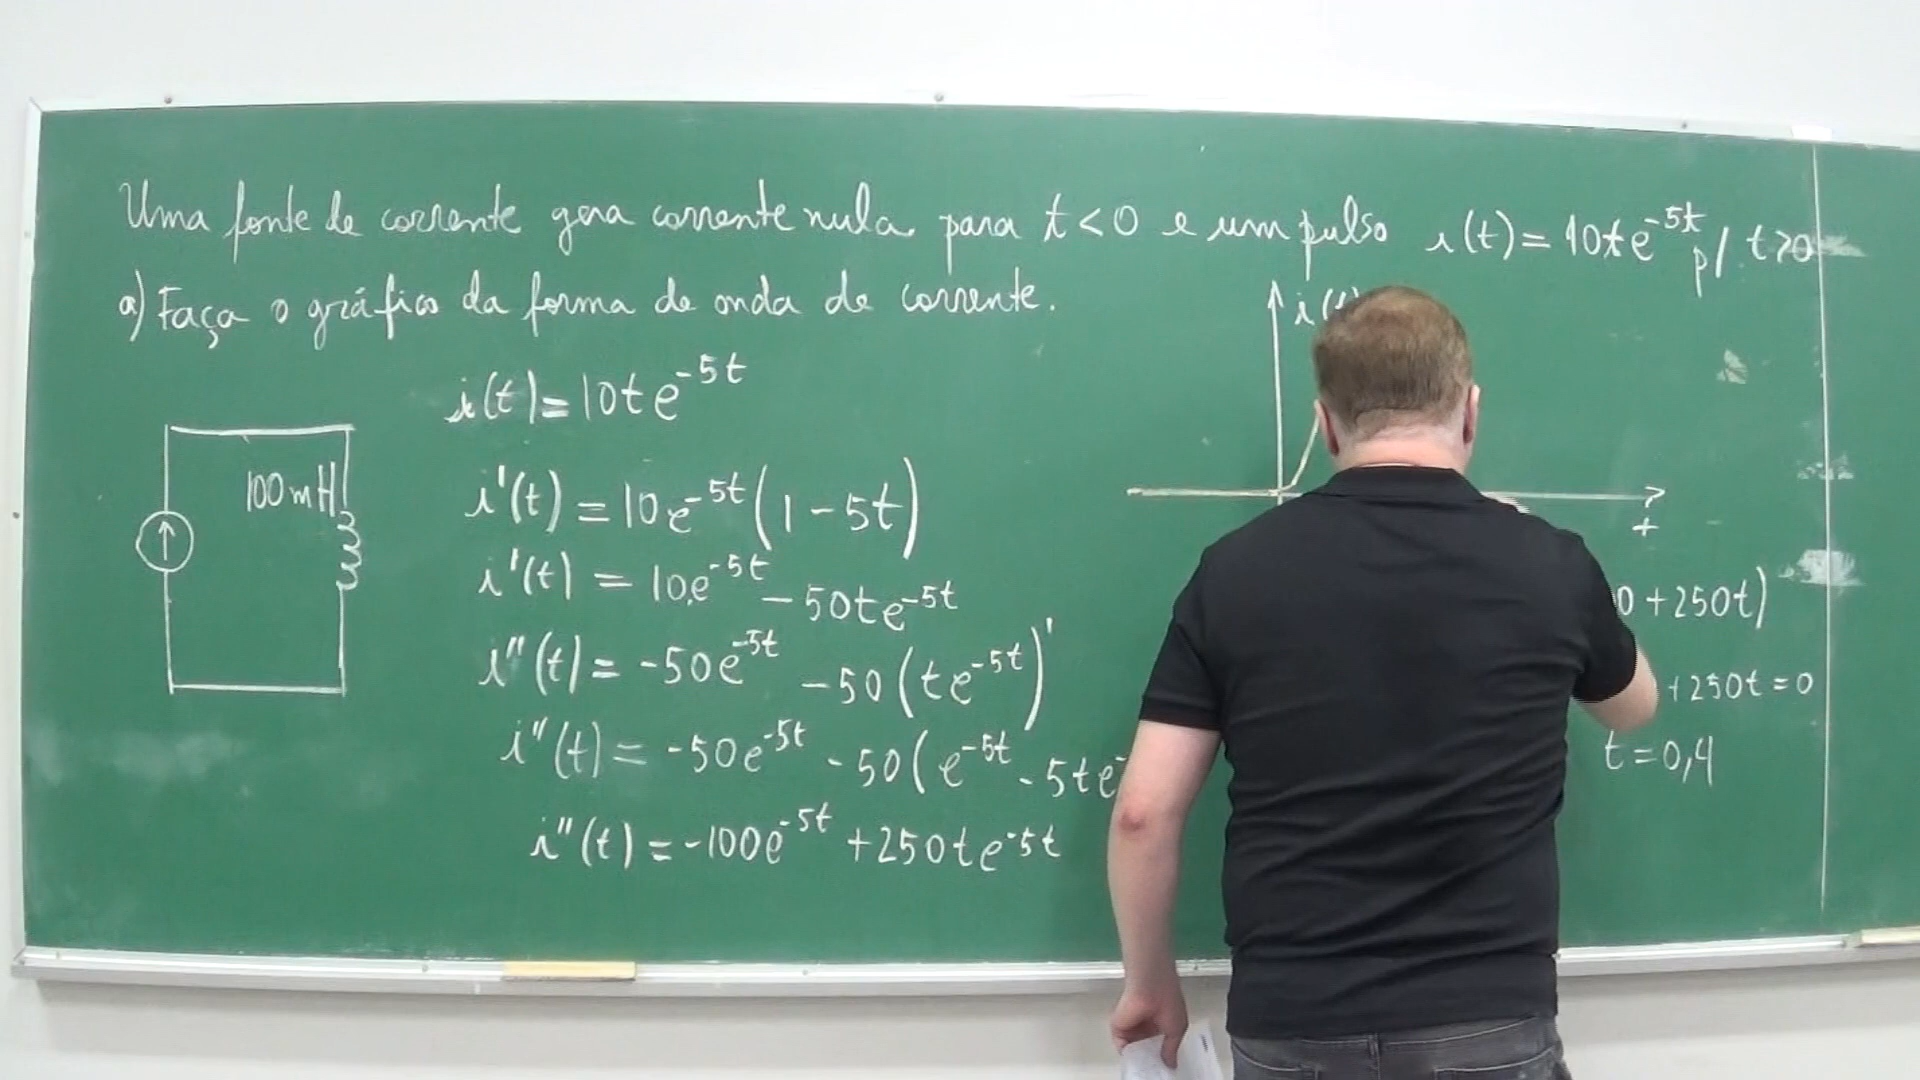 Uma fonte de corrente gera corrente nula para t<0 e um pulso i(t)=10te^-5t p/ t>0
a) Faça o gráfico da forma de onda de corrente.
i(t)=10te^-5t
100mH
i'(t)=10e^-5t(1-5t)
i'(t)=10.e^-5t-50te^-5t
i''(t)=-50e^-5t-50(te^-5t)'
i''(t)=-50e^-5t-50(e^-5t-5te-
i''(t)=-100e^-5t+250te^-5t
i(
t
0+250t)
+250t=0
t=0,4